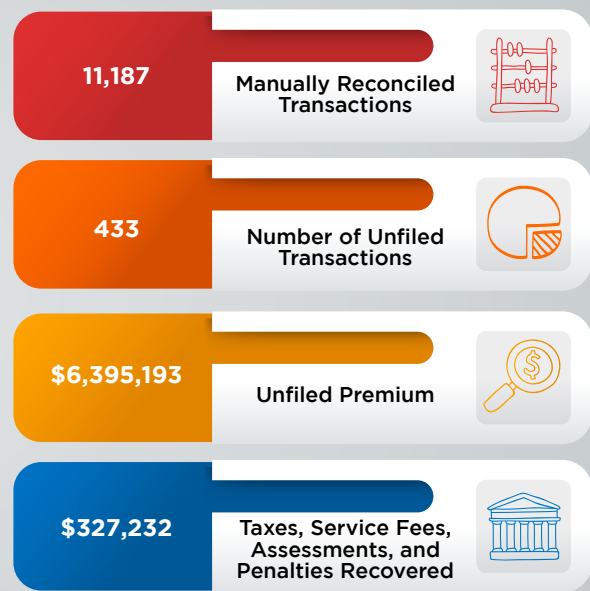 11,187
Manually Reconciled
Transactions
433
Number of Unfiled
Transactions
$6,395,193
Unfiled Premium
$
$327,232
Taxes, Service Fees,
Assessments, and
Penalties Recovered